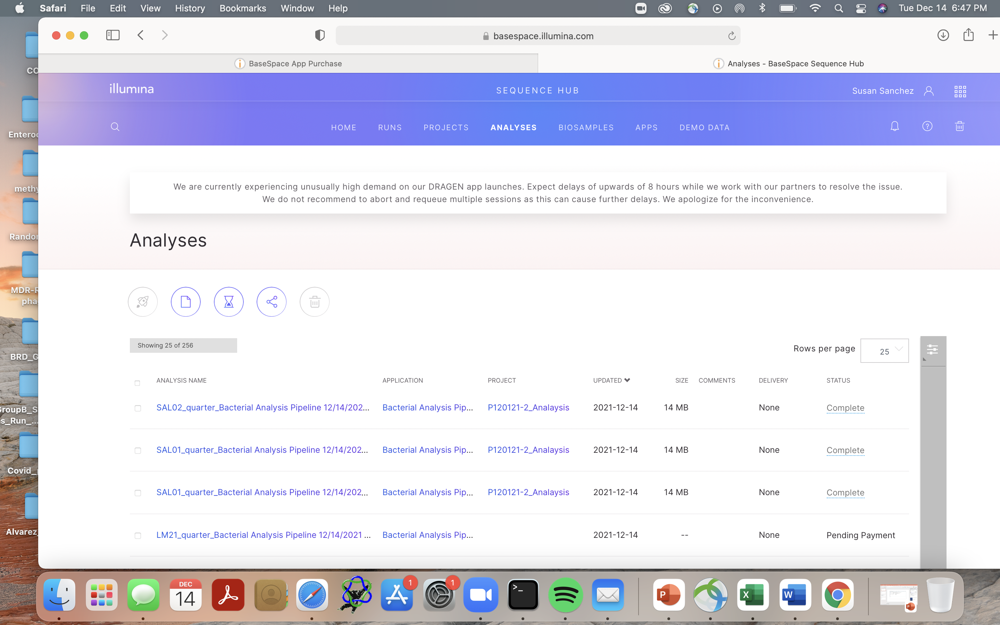 Safari File Edit View History Bookmarks Window Help Tue Dec 14 6:47 PM
basespace.illumina.com
BaseSpace App Purchase
Analyses - BaseSpace Sequence Hub
illumina
SEQUENCE HUB
Susan Sanchez
HOME RUNS PROJECTS ANALYSES BIOSAMPLES APPS DEMO DATA
We are currently experiencing unusually high demand on our DRAGEN app launches. Expect delays of upwards of 8 hours while we work with our partners to resolve the issue.
We do not recommend to abort and requeue multiple sessions as this can cause further delays. We apologize for the inconvenience.
Analyses
Showing 25 of 256
Rows per page 25
ANALYSIS NAME APPLICATION PROJECT UPDATED SIZE COMMENTS DELIVERY STATUS
SAL02_quarter_Bacterial Analysis Pipeline 12/14/202... Bacterial Analysis Pip... P120121-2_Analaysis 2021-12-14 14 MB None Complete
SAL01_quarter_Bacterial Analysis Pipeline 12/14/202... Bacterial Analysis Pip... P120121-2_Analaysis 2021-12-14 14 MB None Complete
SAL01_quarter_Bacterial Analysis Pipeline 12/14/202... Bacterial Analysis Pip... P120121-2_Analaysis 2021-12-14 14 MB None Complete
LM21_quarter_Bacterial Analysis Pipeline 12/14/2021 ... Bacterial Analysis Pip... 2021-12-14 -- None Pending Payment
CO
Enteroc
methy
Randor
MDR-R
pha
BRD_G
GroupB_S
s_Run_...
Covid_
Alvarez
DEC
14
1
1
>_
P
X
W
P